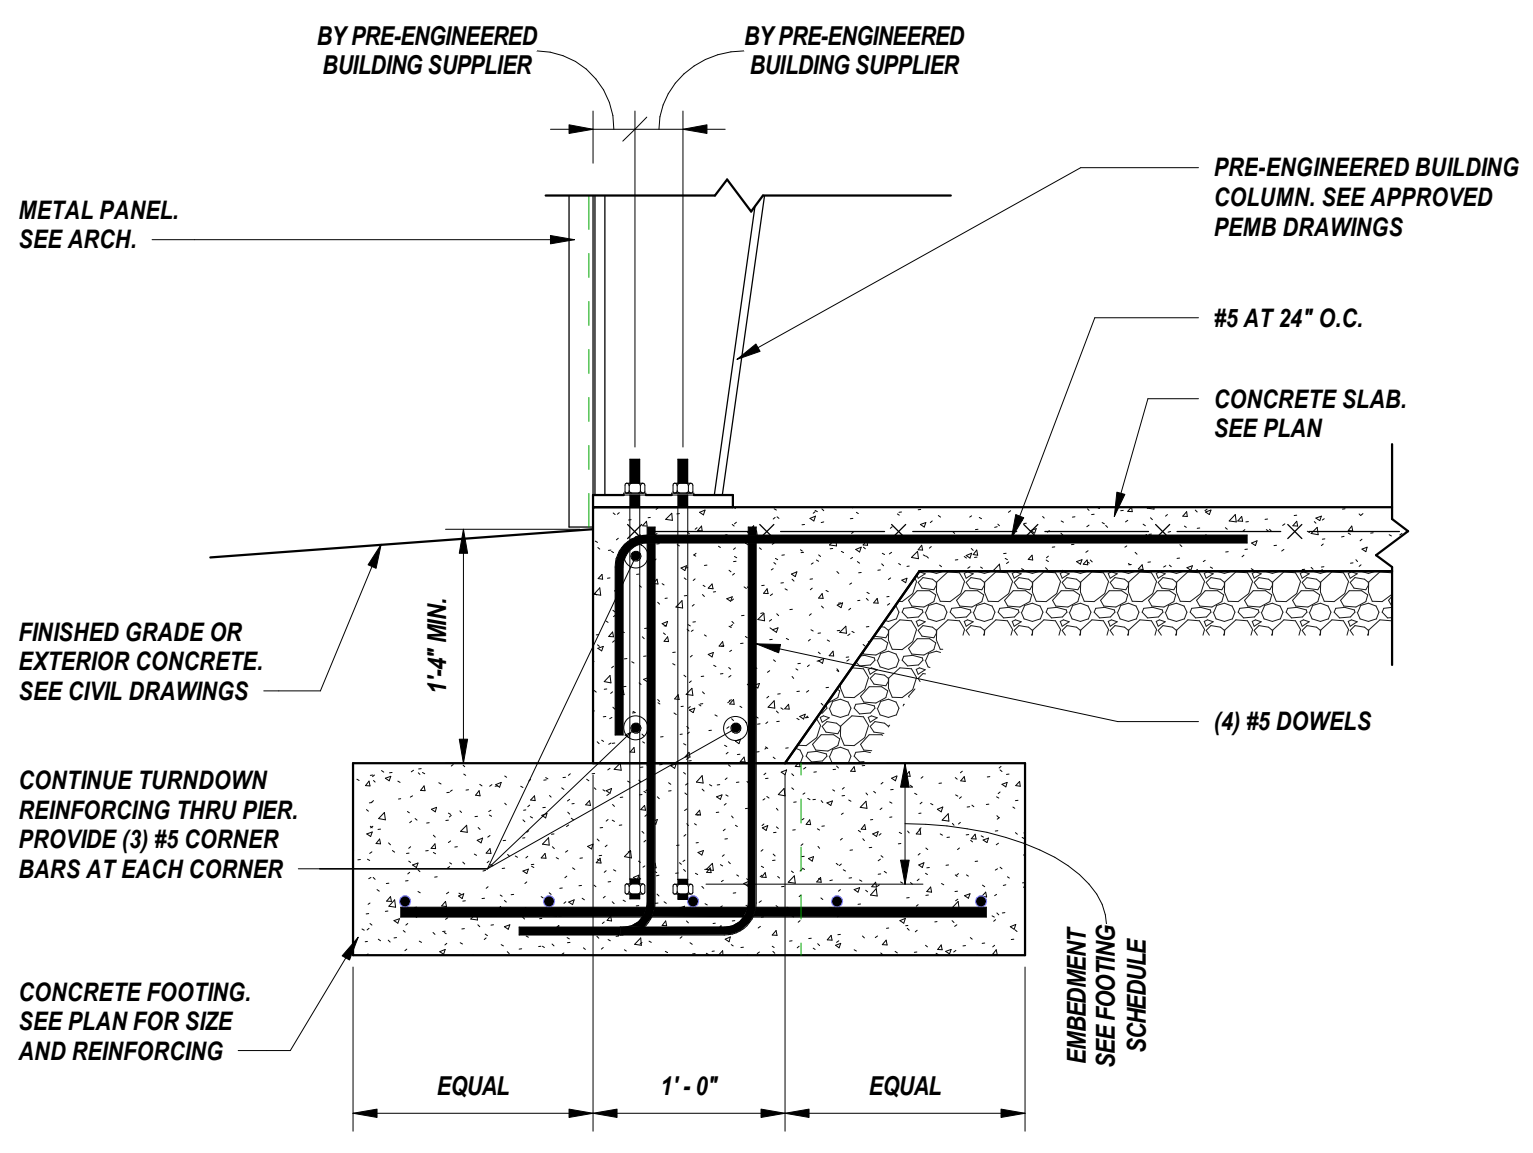 BY PRE-ENGINEERED
BUILDING SUPPLIER
BY PRE-ENGINEERED
BUILDING SUPPLIER
METAL PANEL.
SEE ARCH.
PRE-ENGINEERED BUILDING
COLUMN. SEE APPROVED
PEMB DRAWINGS
#5 AT 24" O.C.
CONCRETE SLAB.
SEE PLAN
1'-4" MIN.
FINISHED GRADE OR
EXTERIOR CONCRETE.
SEE CIVIL DRAWINGS
(4) #5 DOWELS
CONTINUE TURNDOWN
REINFORCING THRU PIER.
PROVIDE (3) #5 CORNER
BARS AT EACH CORNER
CONCRETE FOOTING.
SEE PLAN FOR SIZE
AND REINFORCING
EMBEDMENT
SEE FOOTING
SCHEDULE
EQUAL
1' - 0"
EQUAL